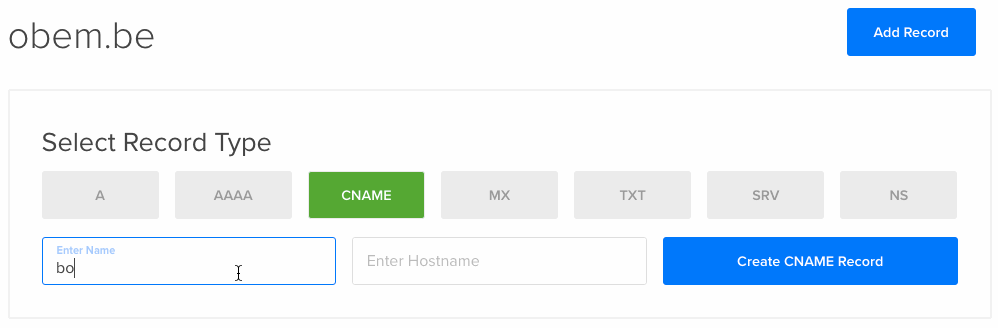 obem.be
Add Record
Select Record Type
A
AAAA
CNAME
MX
TXT
SRV
NS
Enter Name
bo
Enter Hostname
Create CNAME Record